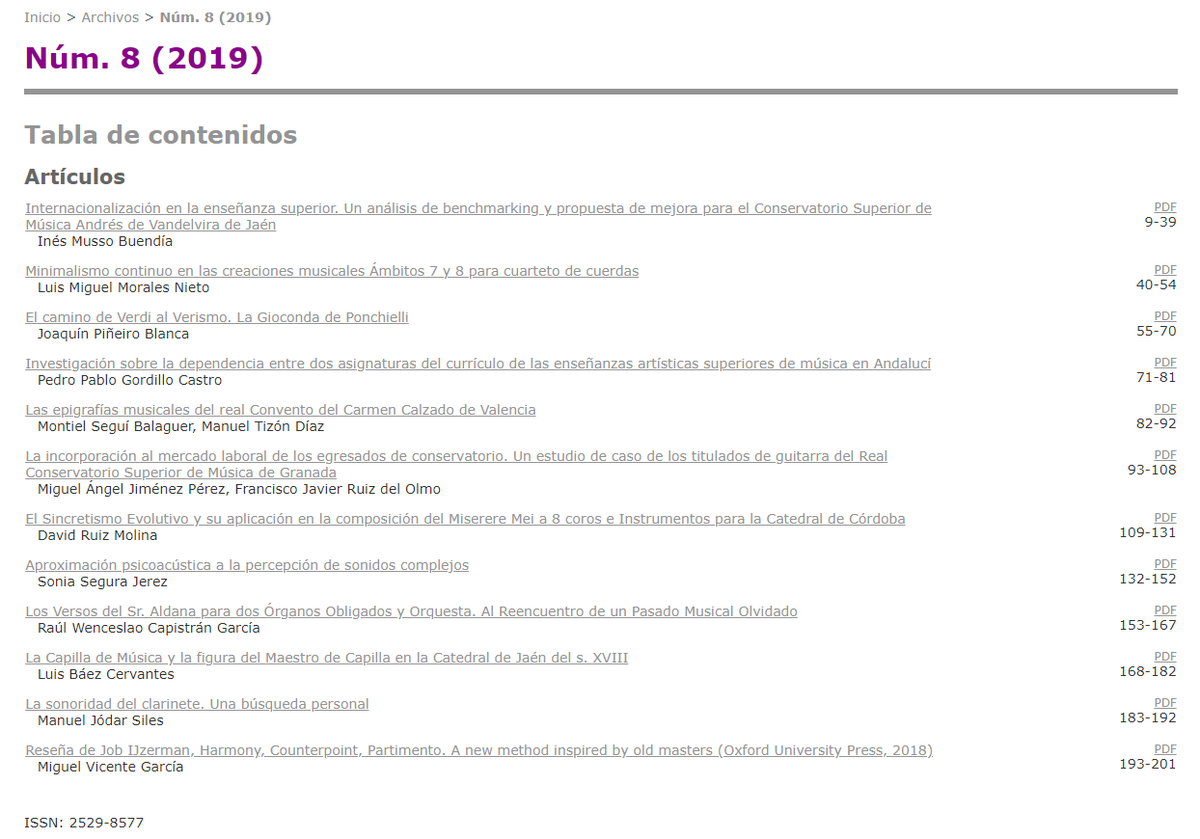 Inicio > Archivos > Núm. 8 (2019)
Núm. 8 (2019)
Tabla de contenidos
Artículos
Internacionalización en la enseñanza superior. Un análisis de benchmarking y propuesta de mejora para el Conservatorio Superior de
Música Andrés de Vandelvira de Jaén
PDF
9-39
Inés Musso Buendía
Minimalismo continuo en las creaciones musicales Ámbitos 7 y 8 para cuarteto de cuerdas
PDF
40-54
Luis Miguel Morales Nieto
El camino de Verdi al Verismo. La Gioconda de Ponchielli
PDF
55-70
Joaquín Piñeiro Blanca
Investigación sobre la dependencia entre dos asignaturas del currículo de las enseñanzas artísticas superiores de música en Andalucí
PDF
71-81
Pedro Pablo Gordillo Castro
Las epigrafías musicales del real Convento del Carmen Calzado de Valencia
PDF
82-92
Montiel Seguí Balaguer, Manuel Tizón Díaz
La incorporación al mercado laboral de los egresados de conservatorio. Un estudio de caso de los titulados de guitarra del Real
Conservatorio Superior de Música de Granada
PDF
93-108
Miguel Ángel Jiménez Pérez, Francisco Javier Ruiz del Olmo
El Sincretismo Evolutivo y su aplicación en la composición del Miserere Mei a 8 coros e Instrumentos para la Catedral de Córdoba
PDF
109-131
David Ruiz Molina
Aproximación psicoacústica a la percepción de sonidos complejos
PDF
132-152
Sonia Segura Jerez
Los Versos del Sr. Aldana para dos Órganos Obligados y Orquesta. Al Reencuentro de un Pasado Musical Olvidado
PDF
153-167
Raúl Wenceslao Capistrán García
La Capilla de Música y la figura del Maestro de Capilla en la Catedral de Jaén del s. XVIII
PDF
168-182
Luis Báez Cervantes
La sonoridad del clarinete. Una búsqueda personal
PDF
183-192
Manuel Jódar Siles
Reseña de Job IJzerman, Harmony, Counterpoint, Partimento. A new method inspired by old masters (Oxford University Press, 2018)
PDF
193-201
Miguel Vicente García
ISSN: 2529-8577